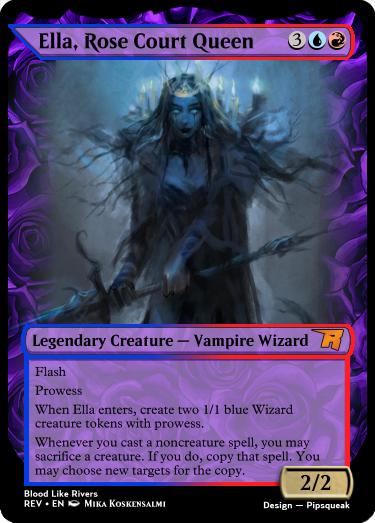 Ella, Rose Court Queen 3
Legendary Creature — Vampire Wizard
Flash
Prowess
When Ella enters, create two 1/1 blue Wizard
creature tokens with prowess.
Whenever you cast a noncreature spell, you may
sacrifice a creature. If you do, copy that spell. You
may choose new targets for the copy.
2/2
Blood Like Rivers
REV • EN Mika Koskensalmi
Design — Pipsqueak